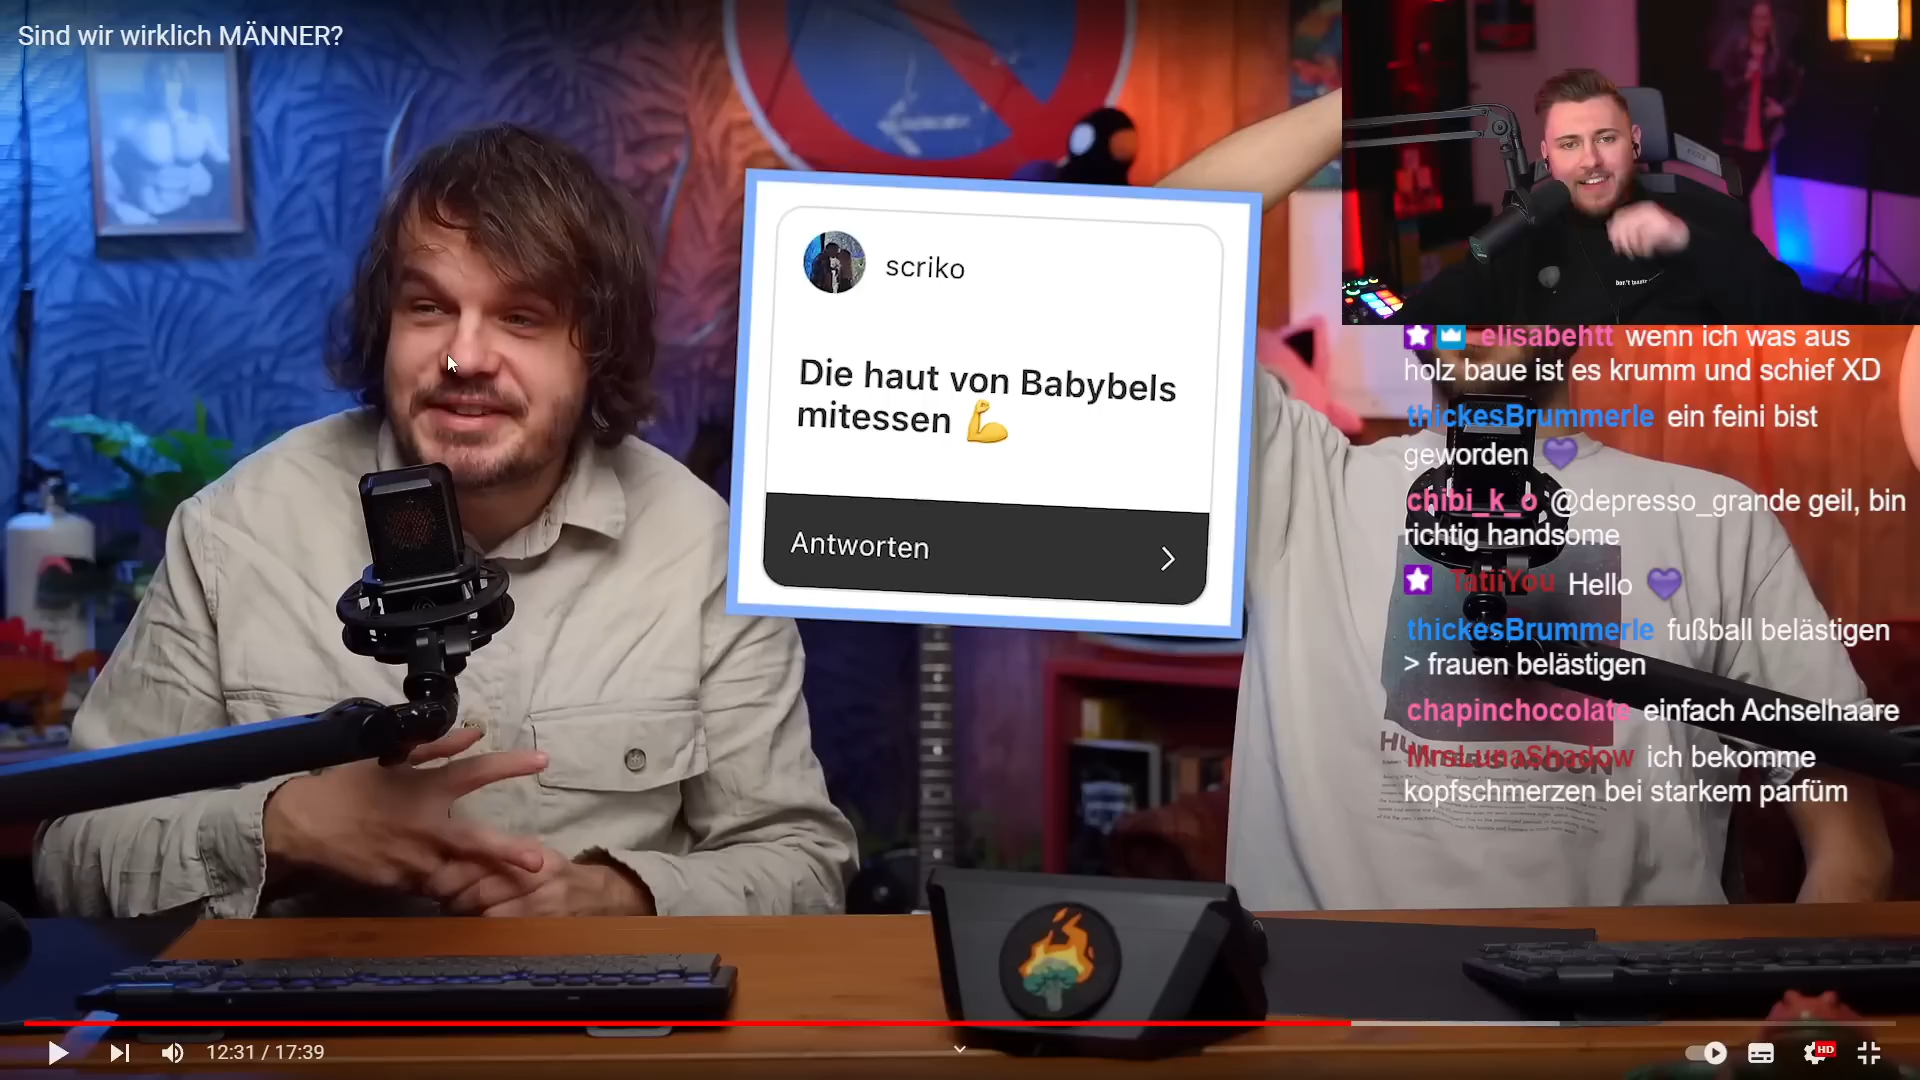 Sind wir wirklich MÄNNER?
scriko
Die haut von Babybels
mitessen 💪
Antworten
elisabehtt wenn ich was aus
holz baue ist es krumm und schief XD
thickesBrummerle ein feini bist
geworden 💜
chibi_k_o @depresso_grande geil, bin
richtig handsome
TatiiYou Hello 💜
thickesBrummerle fußball belästigen
> frauen belästigen
chapinchocolate einfach Achselhaare
MrsLunaShadow ich bekomme
kopfschmerzen bei starkem parfüm
MOON
12:31 / 17:39
HD